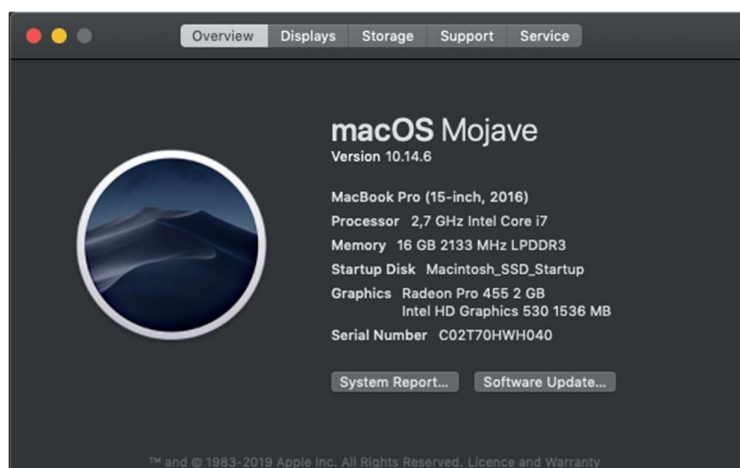 Overview Displays Storage Support Service
macOS Mojave
Version 10.14.6
MacBook Pro (15-inch, 2016)
Processor 2,7 GHz Intel Core i7
Memory 16 GB 2133 MHz LPDDR3
Startup Disk Macintosh_SSD_Startup
Graphics Radeon Pro 455 2 GB
Intel HD Graphics 530 1536 MB
Serial Number C02T70HWH040
System Report... Software Update...
™ and © 1983-2019 Apple Inc. All Rights Reserved. Licence and Warranty